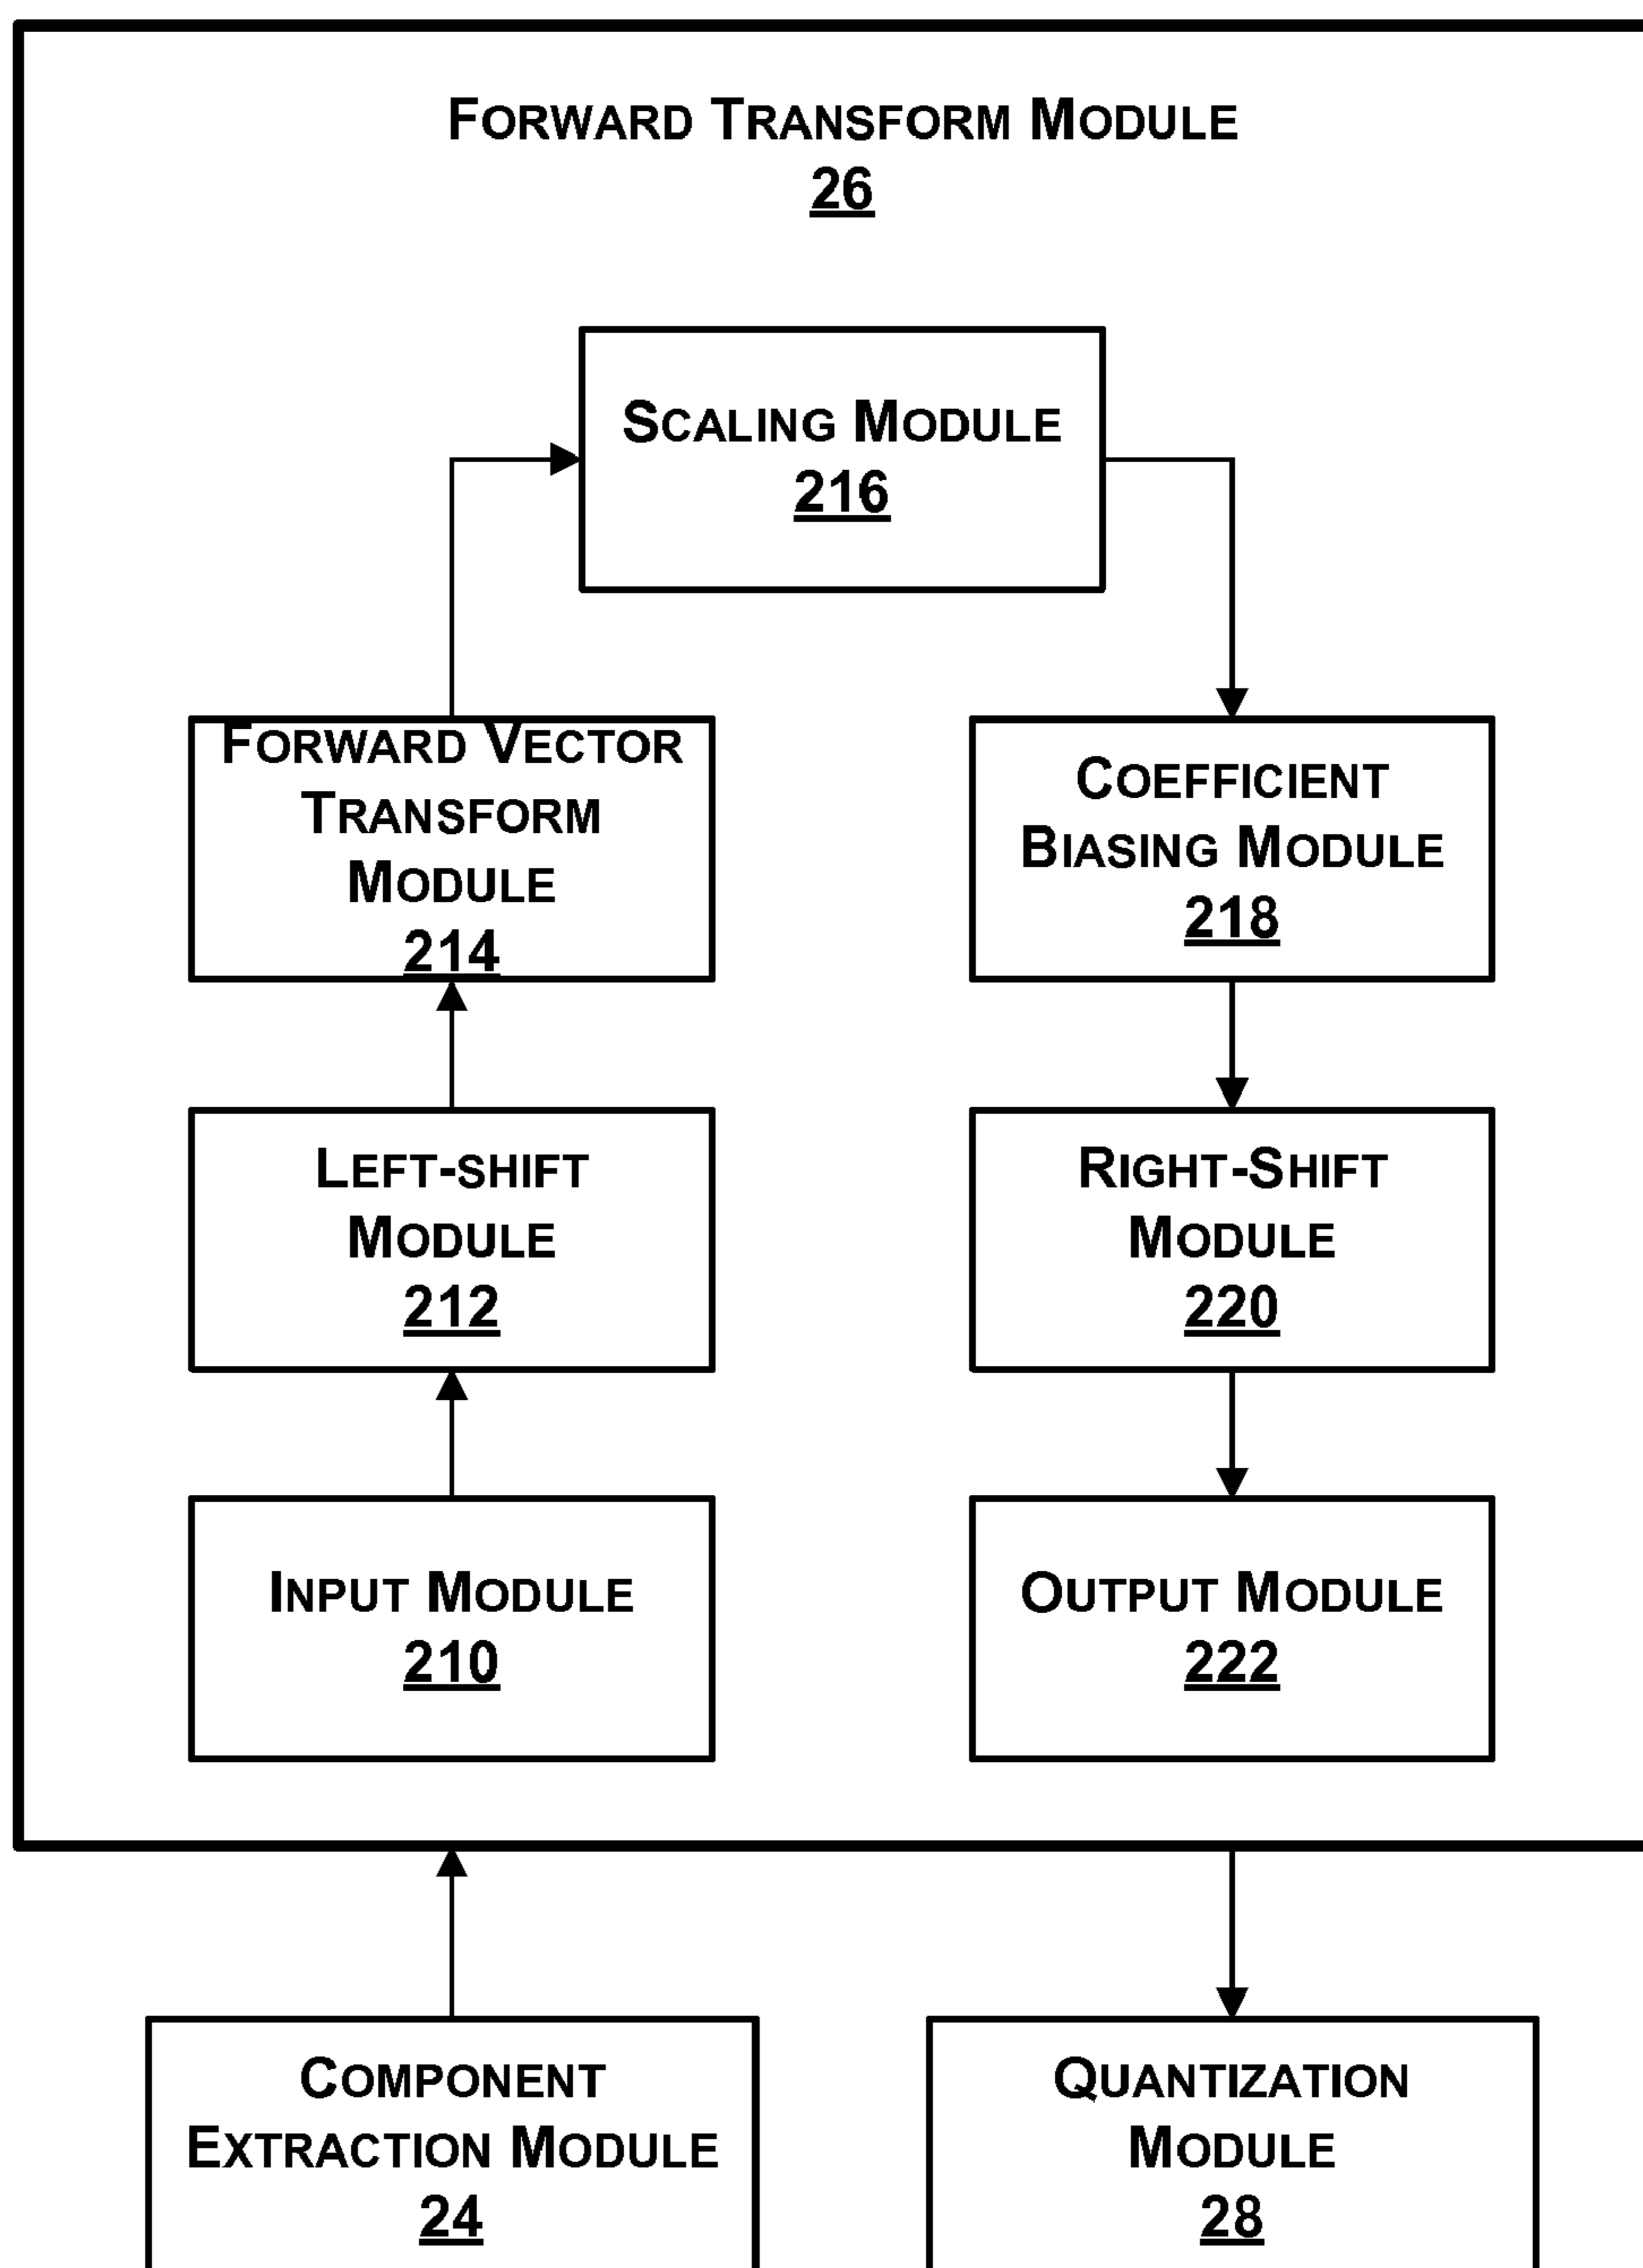 FORWARD TRANSFORM MODULE
26
SCALING MODULE
216
FORWARD VECTOR
TRANSFORM
MODULE
214
COEFFICIENT
BIASING MODULE
218
LEFT-SHIFT
MODULE
212
RIGHT-SHIFT
MODULE
220
INPUT MODULE
210
OUTPUT MODULE
222
COMPONENT
EXTRACTION MODULE
24
QUANTIZATION
MODULE
28